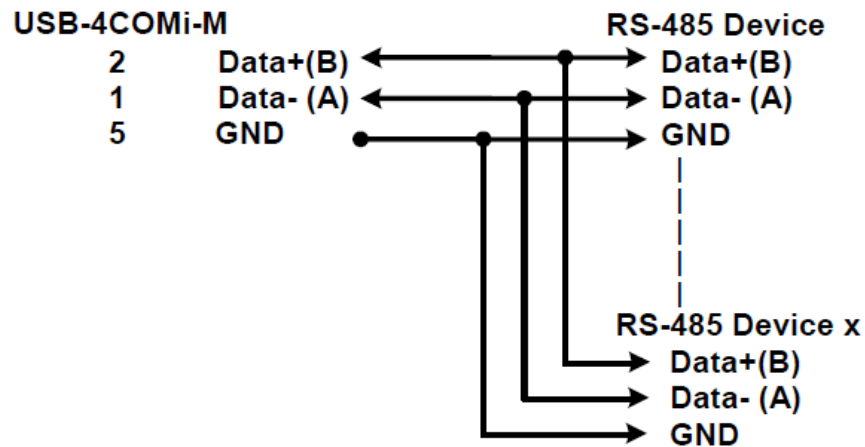 USB-4COMi-M RS-485 Device
2 Data+(B) Data+(B)
1 Data- (A) Data- (A)
5 GND GND
RS-485 Device x
Data+(B)
Data- (A)
GND